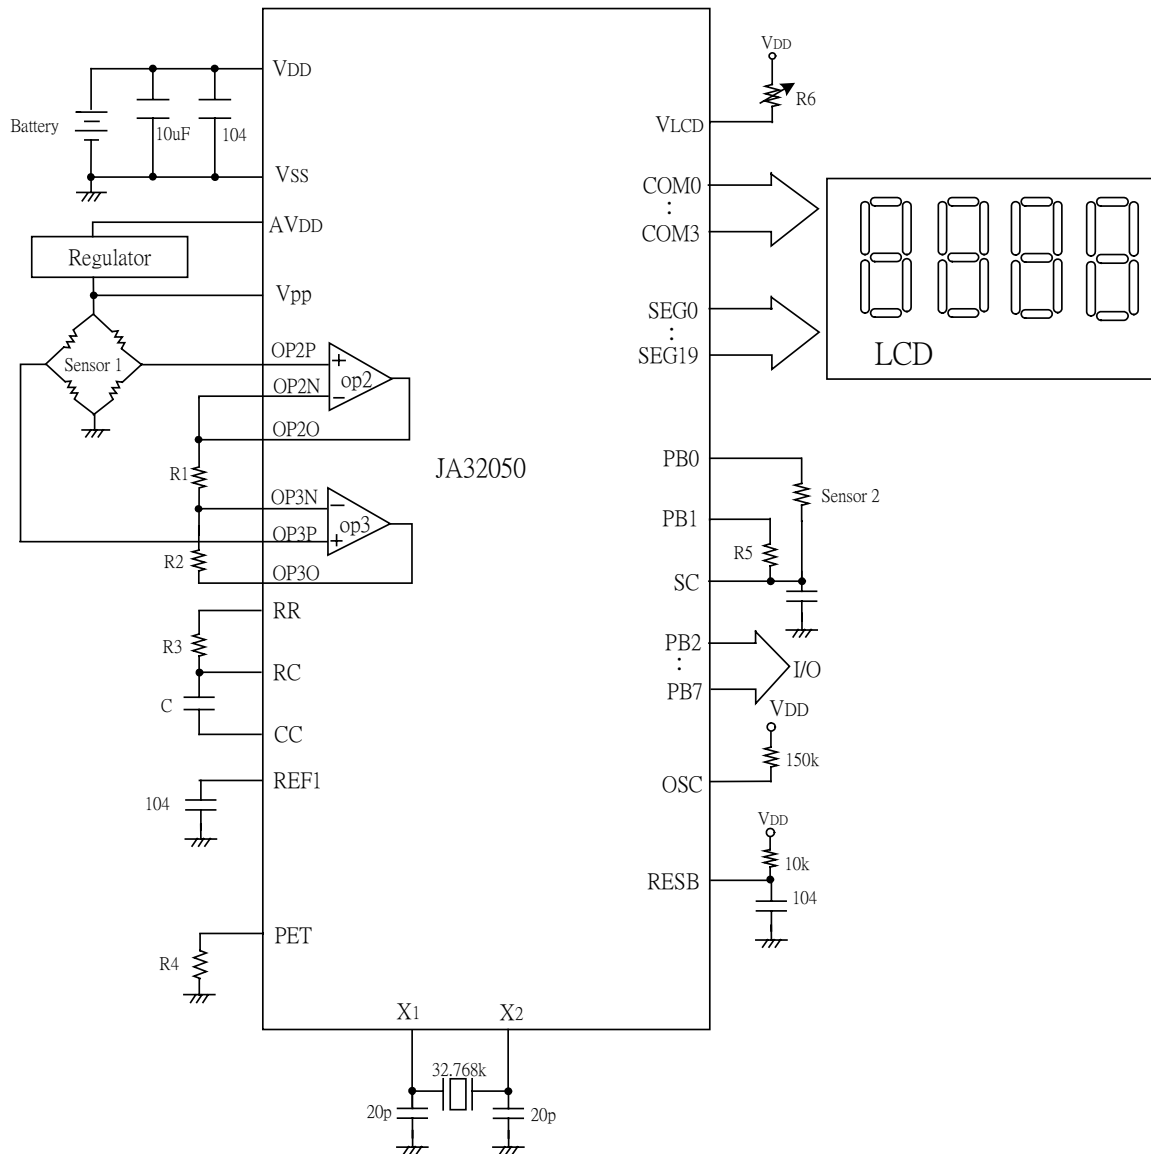 VDD
Battery
10uF
104
VSS
AVDD
Regulator
Vpp
Sensor 1
OP2P
+
op2
OP2N
−
OP2O
R1
OP3N
−
op3
OP3P
+
R2
OP3O
RR
R3
RC
C
CC
REF1
104
PET
R4
X1
X2
32.768k
20p
20p
JA32050
VDD
R6
VLCD
COM0
:
COM3
SEG0
:
SEG19
8888
LCD
PB0
Sensor 2
PB1
R5
SC
PB2
:
I/O
PB7
VDD
150k
OSC
VDD
10k
RESB
104